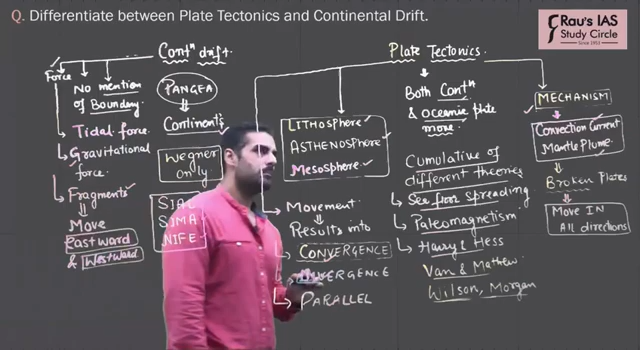 Q. Differentiate between Plate Tectonics and Continental Drift.
Rau's IAS
Study Circle
Since 1953
Contⁿ drift
Force
No mention
of Boundary
Tidal force
Gravitational
force
Fragments
Move
Eastward
& Westward
PANGEA
Continents
Wegner
only
SIAL
SIMA
NIFE
Plate Tectonics
LITHOSPHERE
ASTHENOSPHERE
MESOSPHERE
Movement
Results into
CONVERGENCE
DIVERGENCE
PARALLEL
Both Contⁿ
& oceanic plate
move
Cumulative of
different theories
Sea floor spreading
Paleomagnetism
Harry & Hess
Van & Mathew
Wilson, Morgan
MECHANISM
Convection Current
Mantle Plume
Broken Plates
Move IN
All directions